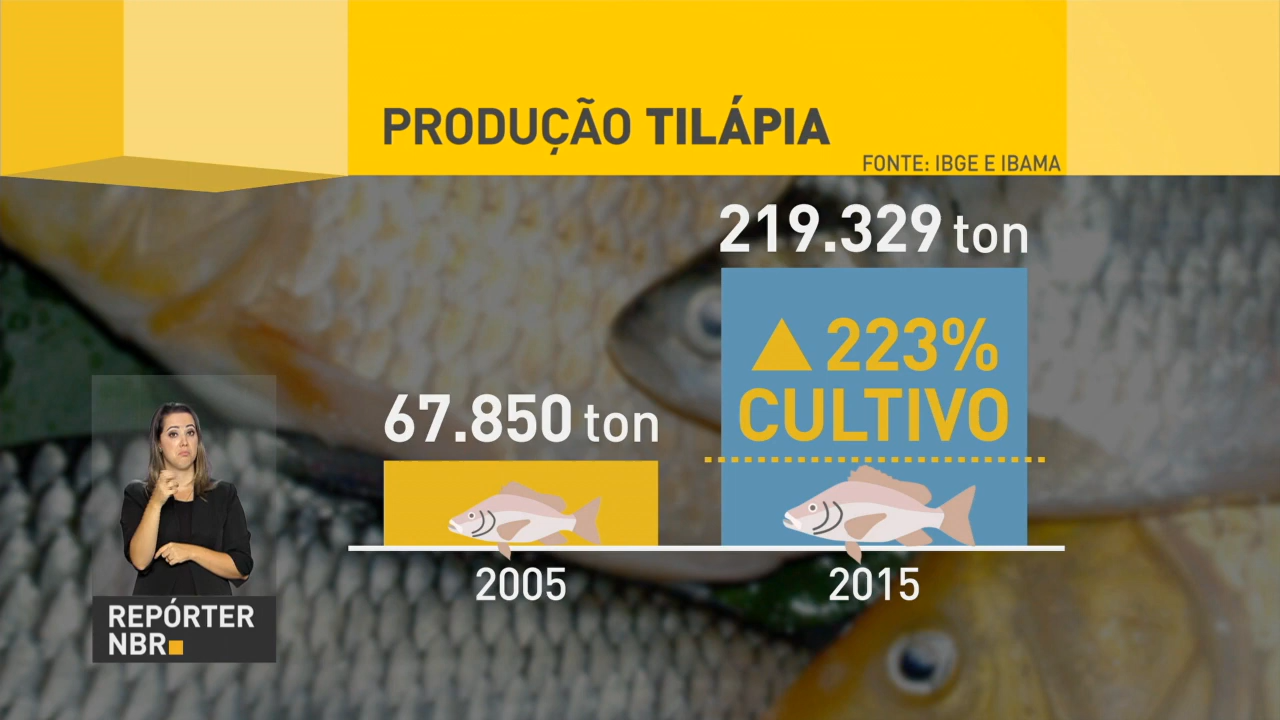 PRODUÇÃO TILÁPIA
FONTE: IBGE E IBAMA
219.329 ton
▲ 223%
CULTIVO
67.850 ton
2005
2015
REPÓRTER
NBR